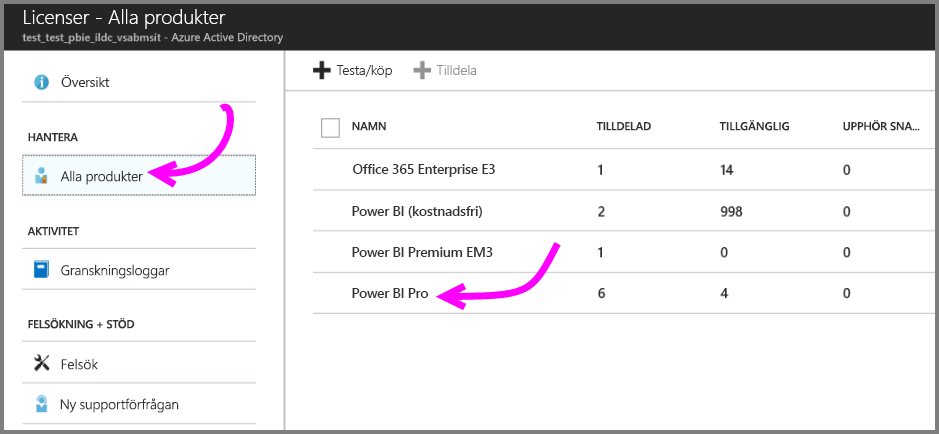 Licenser - Alla produkter
test_test_pbie_ildc_vsabmsit - Azure Active Directory
Översikt
HANTERA
Alla produkter
AKTIVITET
Granskningsloggar
FELSÖKNING + STÖD
Felsök
Ny supportförfrågan
Testa/köp Tilldela
NAMN TILLDELAD TILLGÄNGLIG UPPHÖR SNA...
Office 365 Enterprise E3 1 14 0
Power BI (kostnadsfri) 2 998 0
Power BI Premium EM3 1 0 0
Power BI Pro 6 4 0